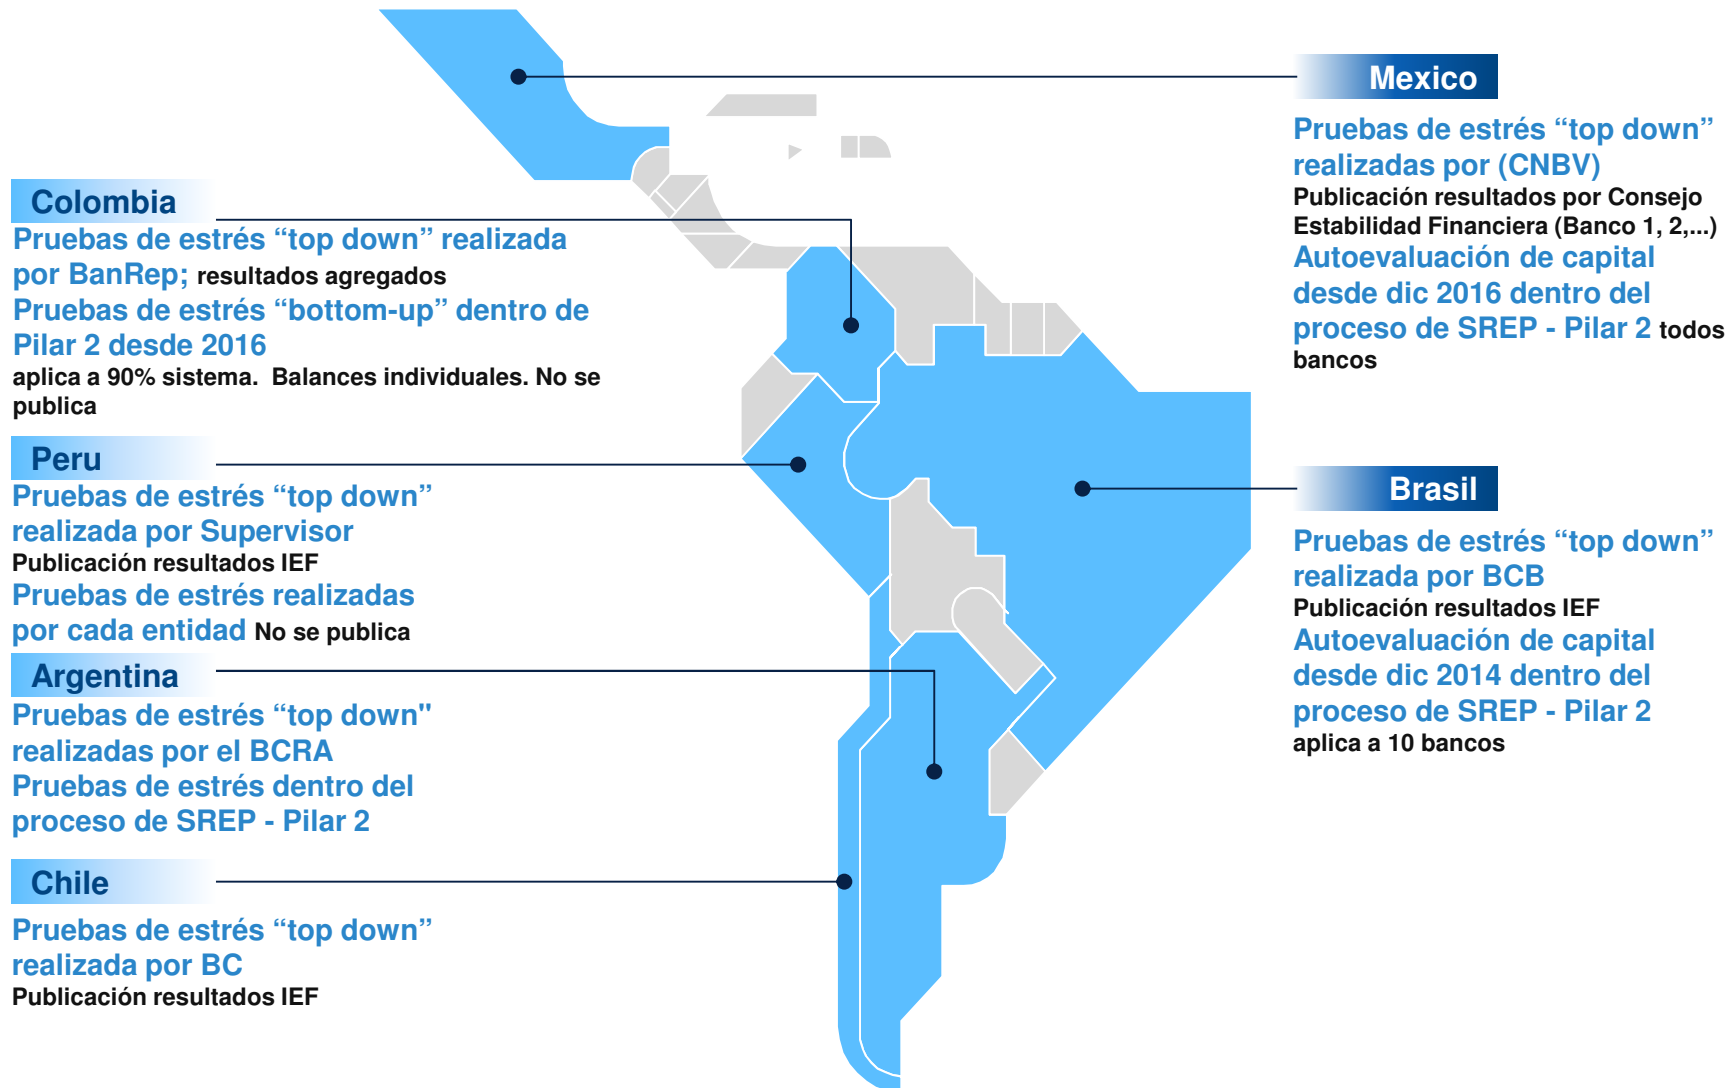 Colombia
Pruebas de estrés “top down” realizada
por BanRep; resultados agregados
Pruebas de estrés “bottom-up” dentro de
Pilar 2 desde 2016
aplica a 90% sistema.  Balances individuales. No se
publica
Peru
Pruebas de estrés “top down”
realizada por Supervisor
Publicación resultados IEF
Pruebas de estrés realizadas
por cada entidad No se publica
Argentina
Pruebas de estrés “top down"
realizadas por el BCRA
Pruebas de estrés dentro del
proceso de SREP - Pilar 2
Chile
Pruebas de estrés “top down”
realizada por BC
Publicación resultados IEF
Mexico
Pruebas de estrés “top down”
realizadas por (CNBV)
Publicación resultados por Consejo
Estabilidad Financiera (Banco 1, 2,...)
Autoevaluación de capital
desde dic 2016 dentro del
proceso de SREP - Pilar 2 todos
bancos
Brasil
Pruebas de estrés “top down”
realizada por BCB
Publicación resultados IEF
Autoevaluación de capital
desde dic 2014 dentro del
proceso de SREP - Pilar 2
aplica a 10 bancos